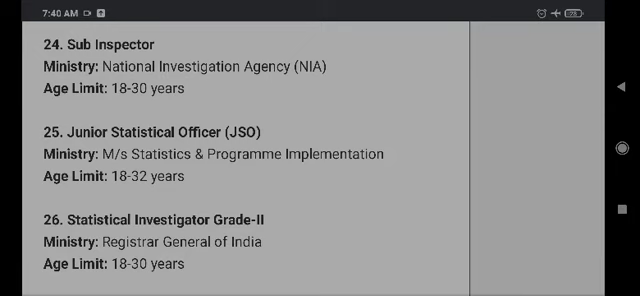 7:40 AM
28
24. Sub Inspector
Ministry: National Investigation Agency (NIA)
Age Limit: 18-30 years
25. Junior Statistical Officer (JSO)
Ministry: M/s Statistics & Programme Implementation
Age Limit: 18-32 years
26. Statistical Investigator Grade-II
Ministry: Registrar General of India
Age Limit: 18-30 years